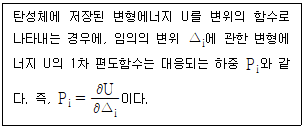 탄성체에 저장된 변형에너지 U를 변위의 함수로
나타내는 경우에, 임의의 변위 Δi에 관한 변형에
너지 U의 1차 편도함수는 대응되는 하중 Pi와 같
다. 즉, Pi = ∂U/∂Δi 이다.